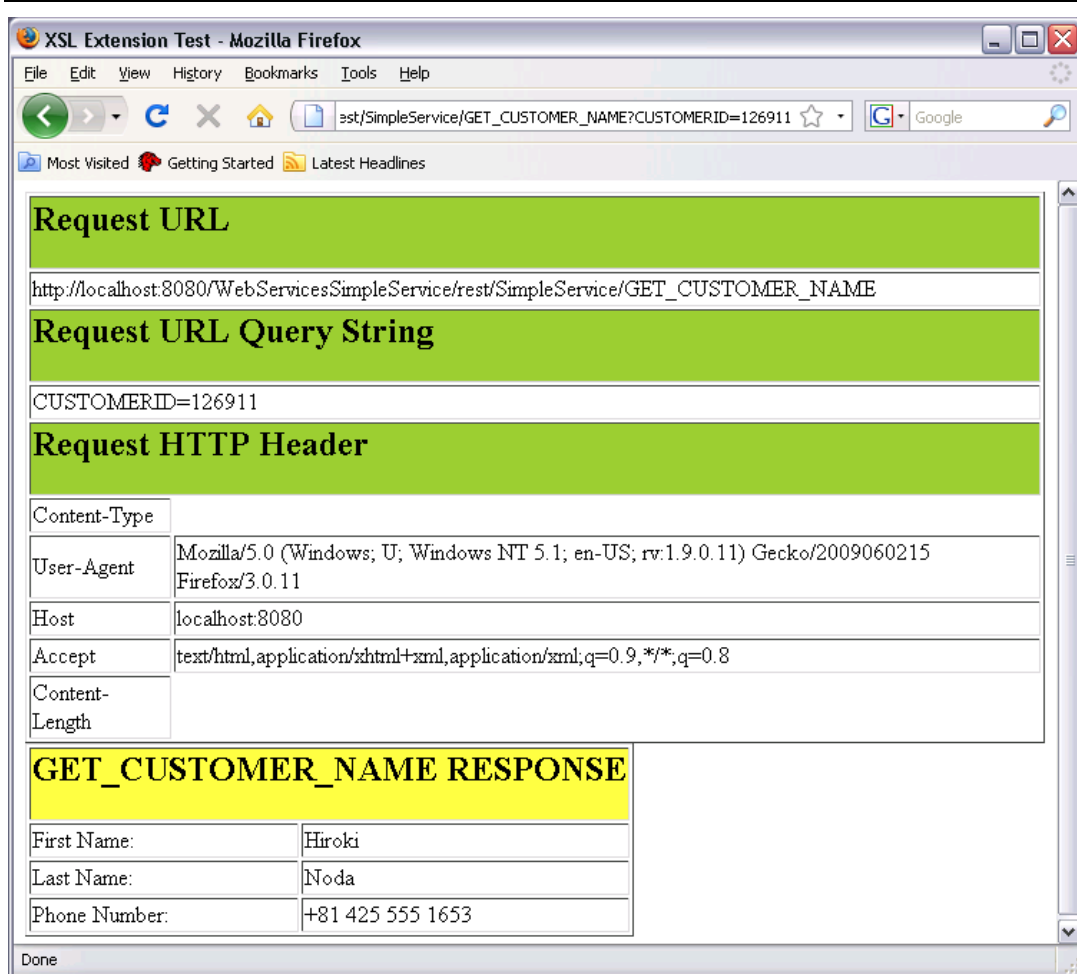 XSL Extension Test - Mozilla Firefox
File Edit View History Bookmarks Tools Help
est/SimpleService/GET_CUSTOMER_NAME?CUSTOMERID=126911
G Google
Most Visited Getting Started Latest Headlines
Request URL
http://localhost:8080/WebServicesSimpleService/rest/SimpleService/GET_CUSTOMER_NAME
Request URL Query String
CUSTOMERID=126911
Request HTTP Header
Content-Type
User-Agent Mozilla/5.0 (Windows; U; Windows NT 5.1; en-US; rv:1.9.0.11) Gecko/2009060215
Firefox/3.0.11
Host localhost:8080
Accept text/html,application/xhtml+xml,application/xml;q=0.9,*/*;q=0.8
Content-
Length
GET_CUSTOMER_NAME RESPONSE
First Name: Hiroki
Last Name: Noda
Phone Number: +81 425 555 1653
Done